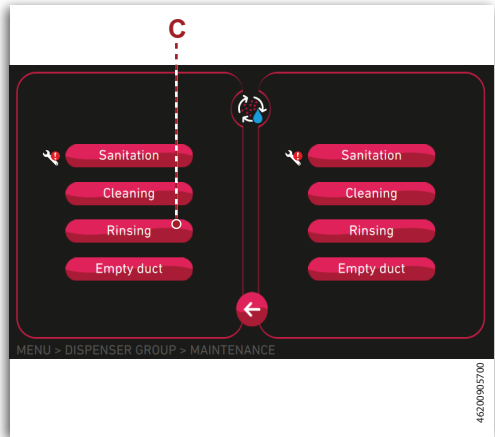 C
Sanitation Sanitation
Cleaning Cleaning
Rinsing Rinsing
Empty duct Empty duct
MENU > DISPENSER GROUP > MAINTENANCE
46200905700